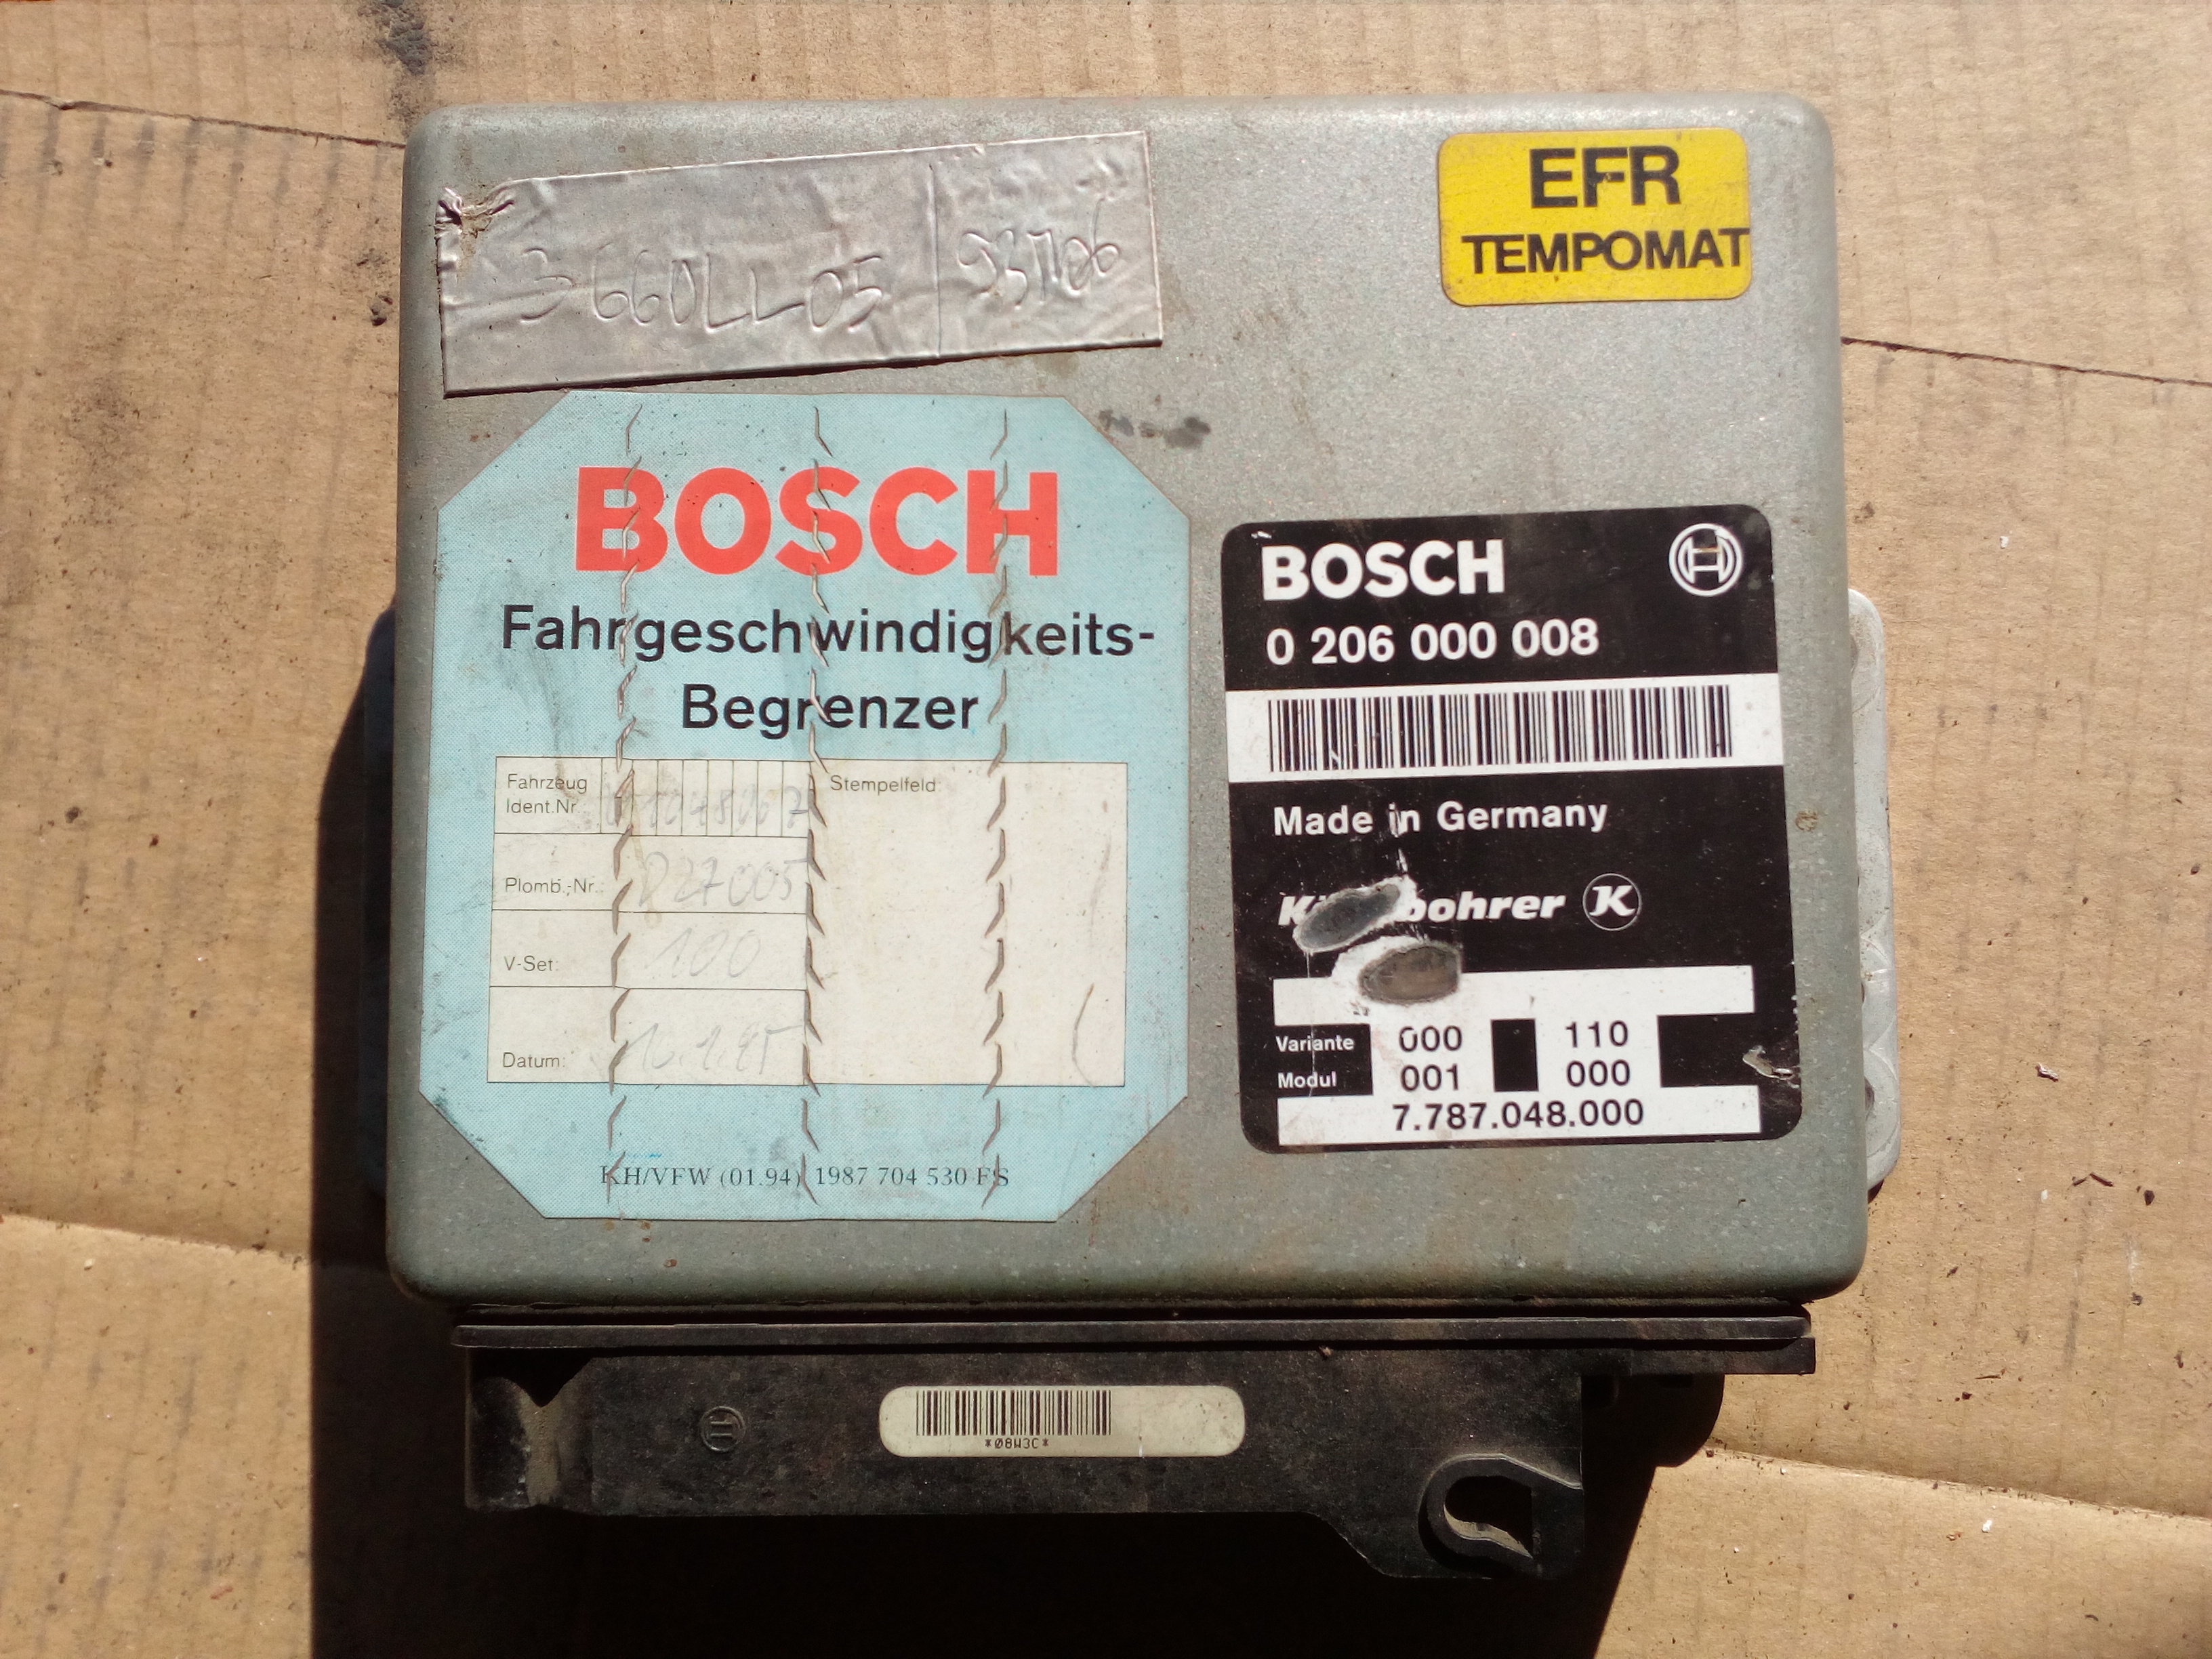 EFR
TEMPOMAT
3660LL05
BOSCH
Fahrgeschwindigkeits-
Begrenzer
Fahrzeug
Ident.Nr.
Stempelfeld:
Plomb.-Nr.: D27005
V-Set: 100
Datum:
KH/VFW (01.94) 1987 704 530 FS
BOSCH
0 206 000 008
Made in Germany
K
Variante 000 110
Modul 001 000
7.787.048.000
*08W3C*